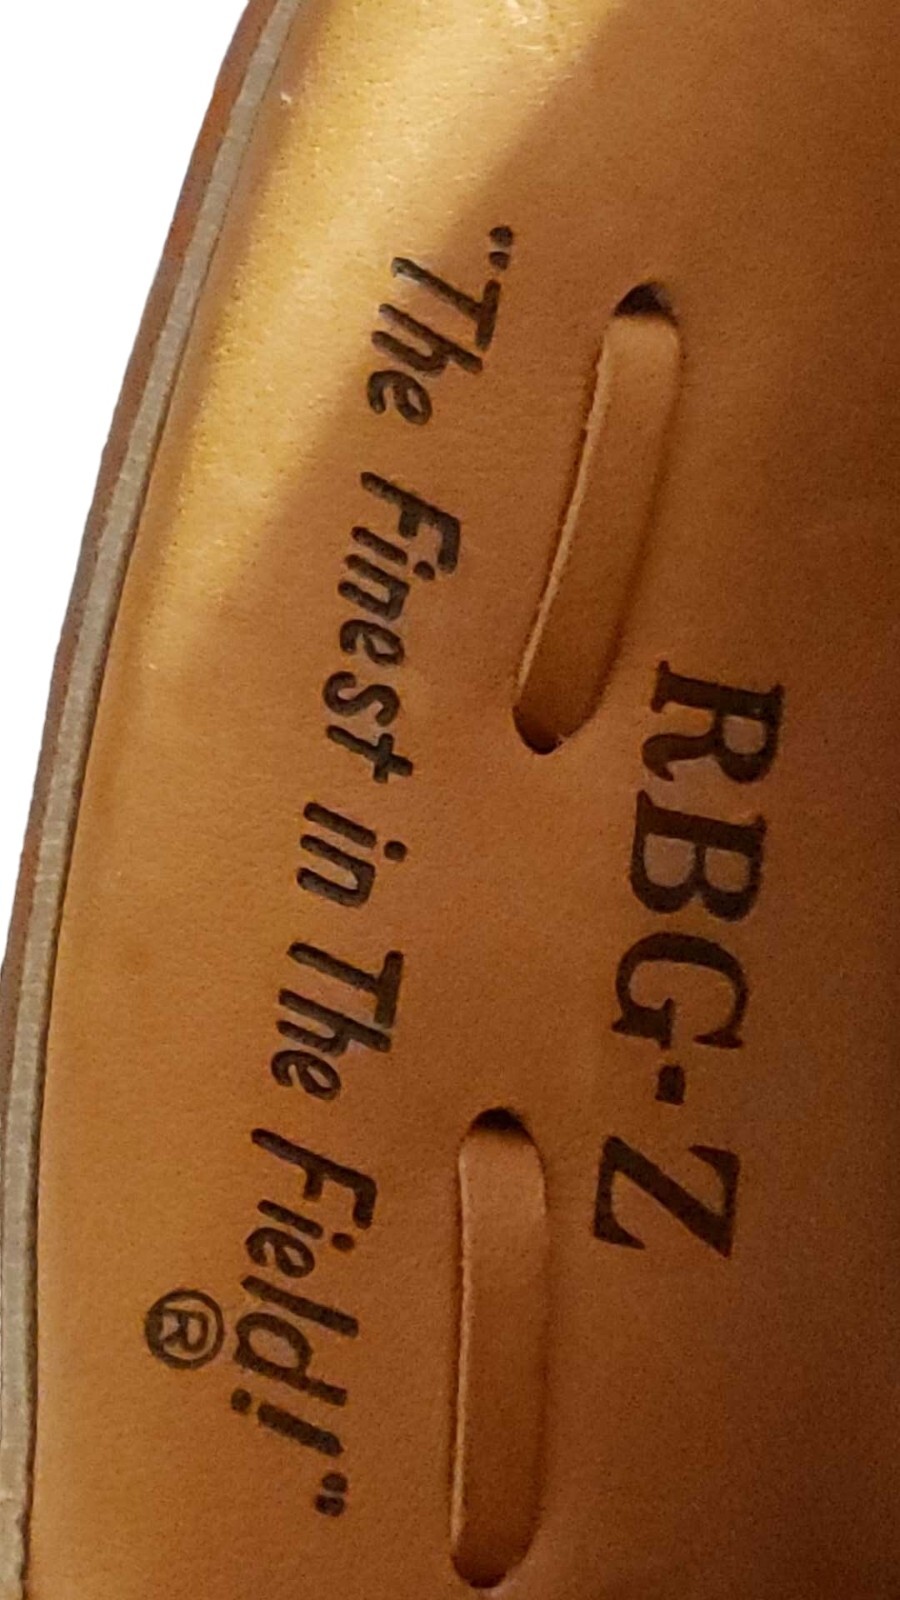 RBG-Z
"The Finest in The Field!"
®